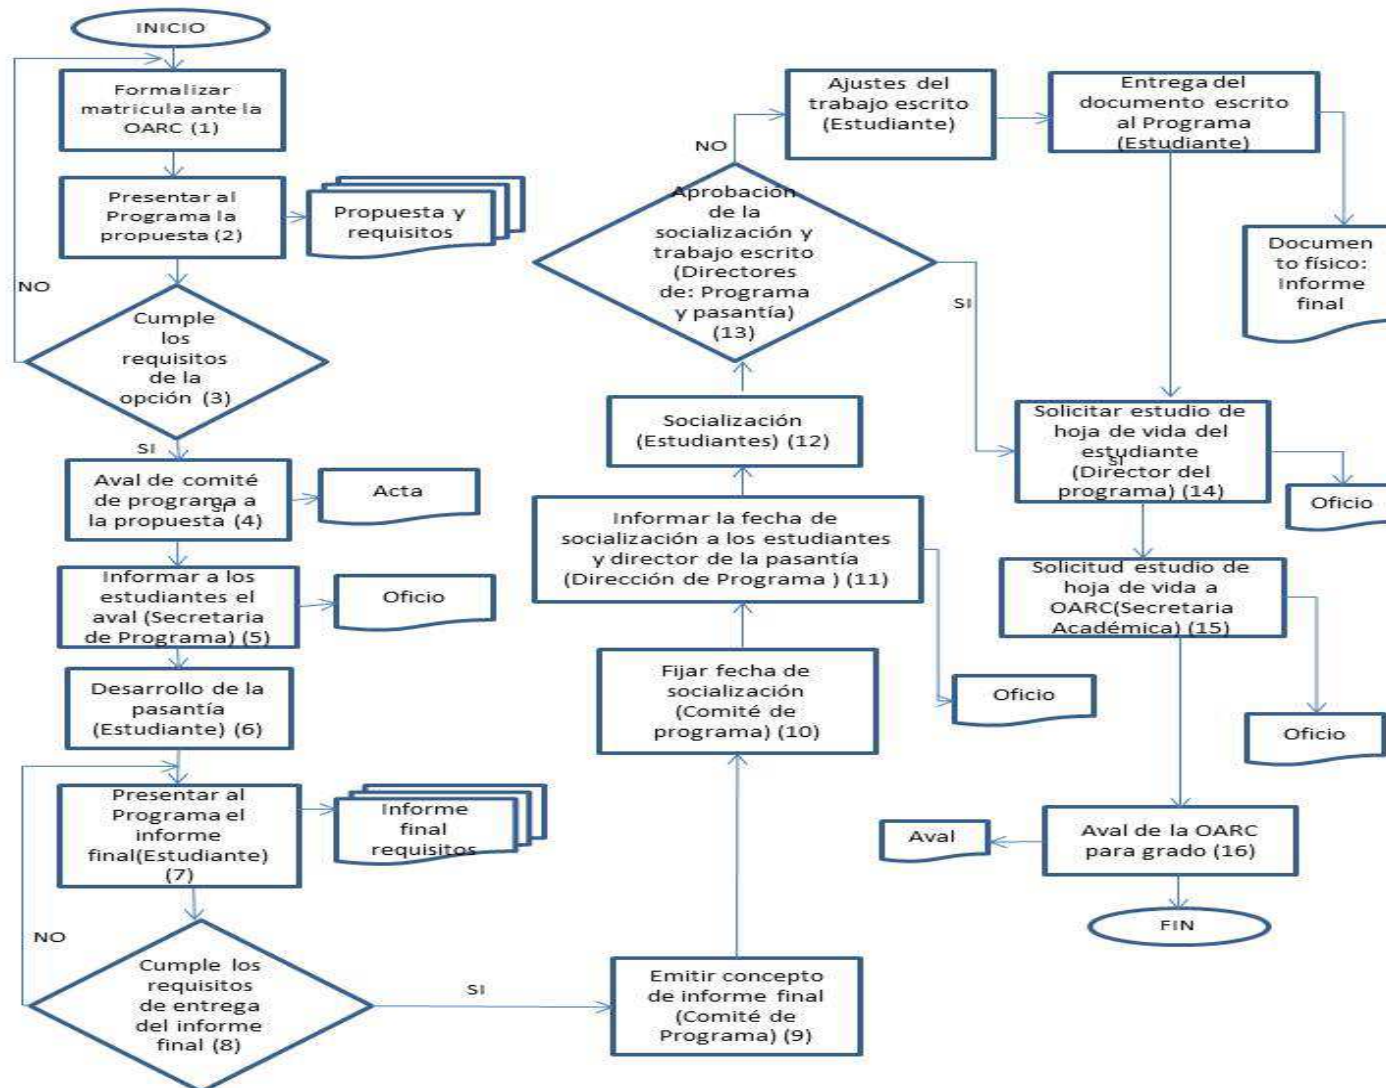 INICIO
Formalizar
matricula ante la
OARC (1)
Presentar al
Programa la
propuesta (2)
Propuesta y
requisitos
NO
Cumple
los
requisitos
de la
opción (3)
SI
Aval de comité
de programa a
SI
la propuesta (4)
Acta
Informar a los
estudiantes el
aval (Secretaria
de Programa) (5)
Oficio
Desarrollo de la
pasantía
(Estudiante) (6)
Presentar al
Programa el
informe
final(Estudiante)
(7)
Informe
final
requisitos
NO
Cumple los
requisitos
de entrega
del informe
final (8)
SI
Emitir concepto
de informe final
(Comité de
Programa) (9)
Fijar fecha de
socialización
(Comité de
programa) (10)
Informar la fecha de
socialización a los estudiantes
y director de la pasantía
(Dirección de Programa ) (11)
Oficio
Socialización
(Estudiantes) (12)
Aprobación
de la
socialización y
trabajo escrito
(Directores
de: Programa
y pasantía)
(13)
NO
SI
Ajustes del
trabajo escrito
(Estudiante)
Entrega del
documento escrito
al Programa
(Estudiante)
Documen
to físico:
Informe
final
Solicitar estudio de
hoja de vida del
estudiante
SI
(Director del
programa) (14)
Oficio
Solicitud estudio de
hoja de vida a
OARC(Secretaria
Académica) (15)
Oficio
Aval de la OARC
para grado (16)
Aval
FIN